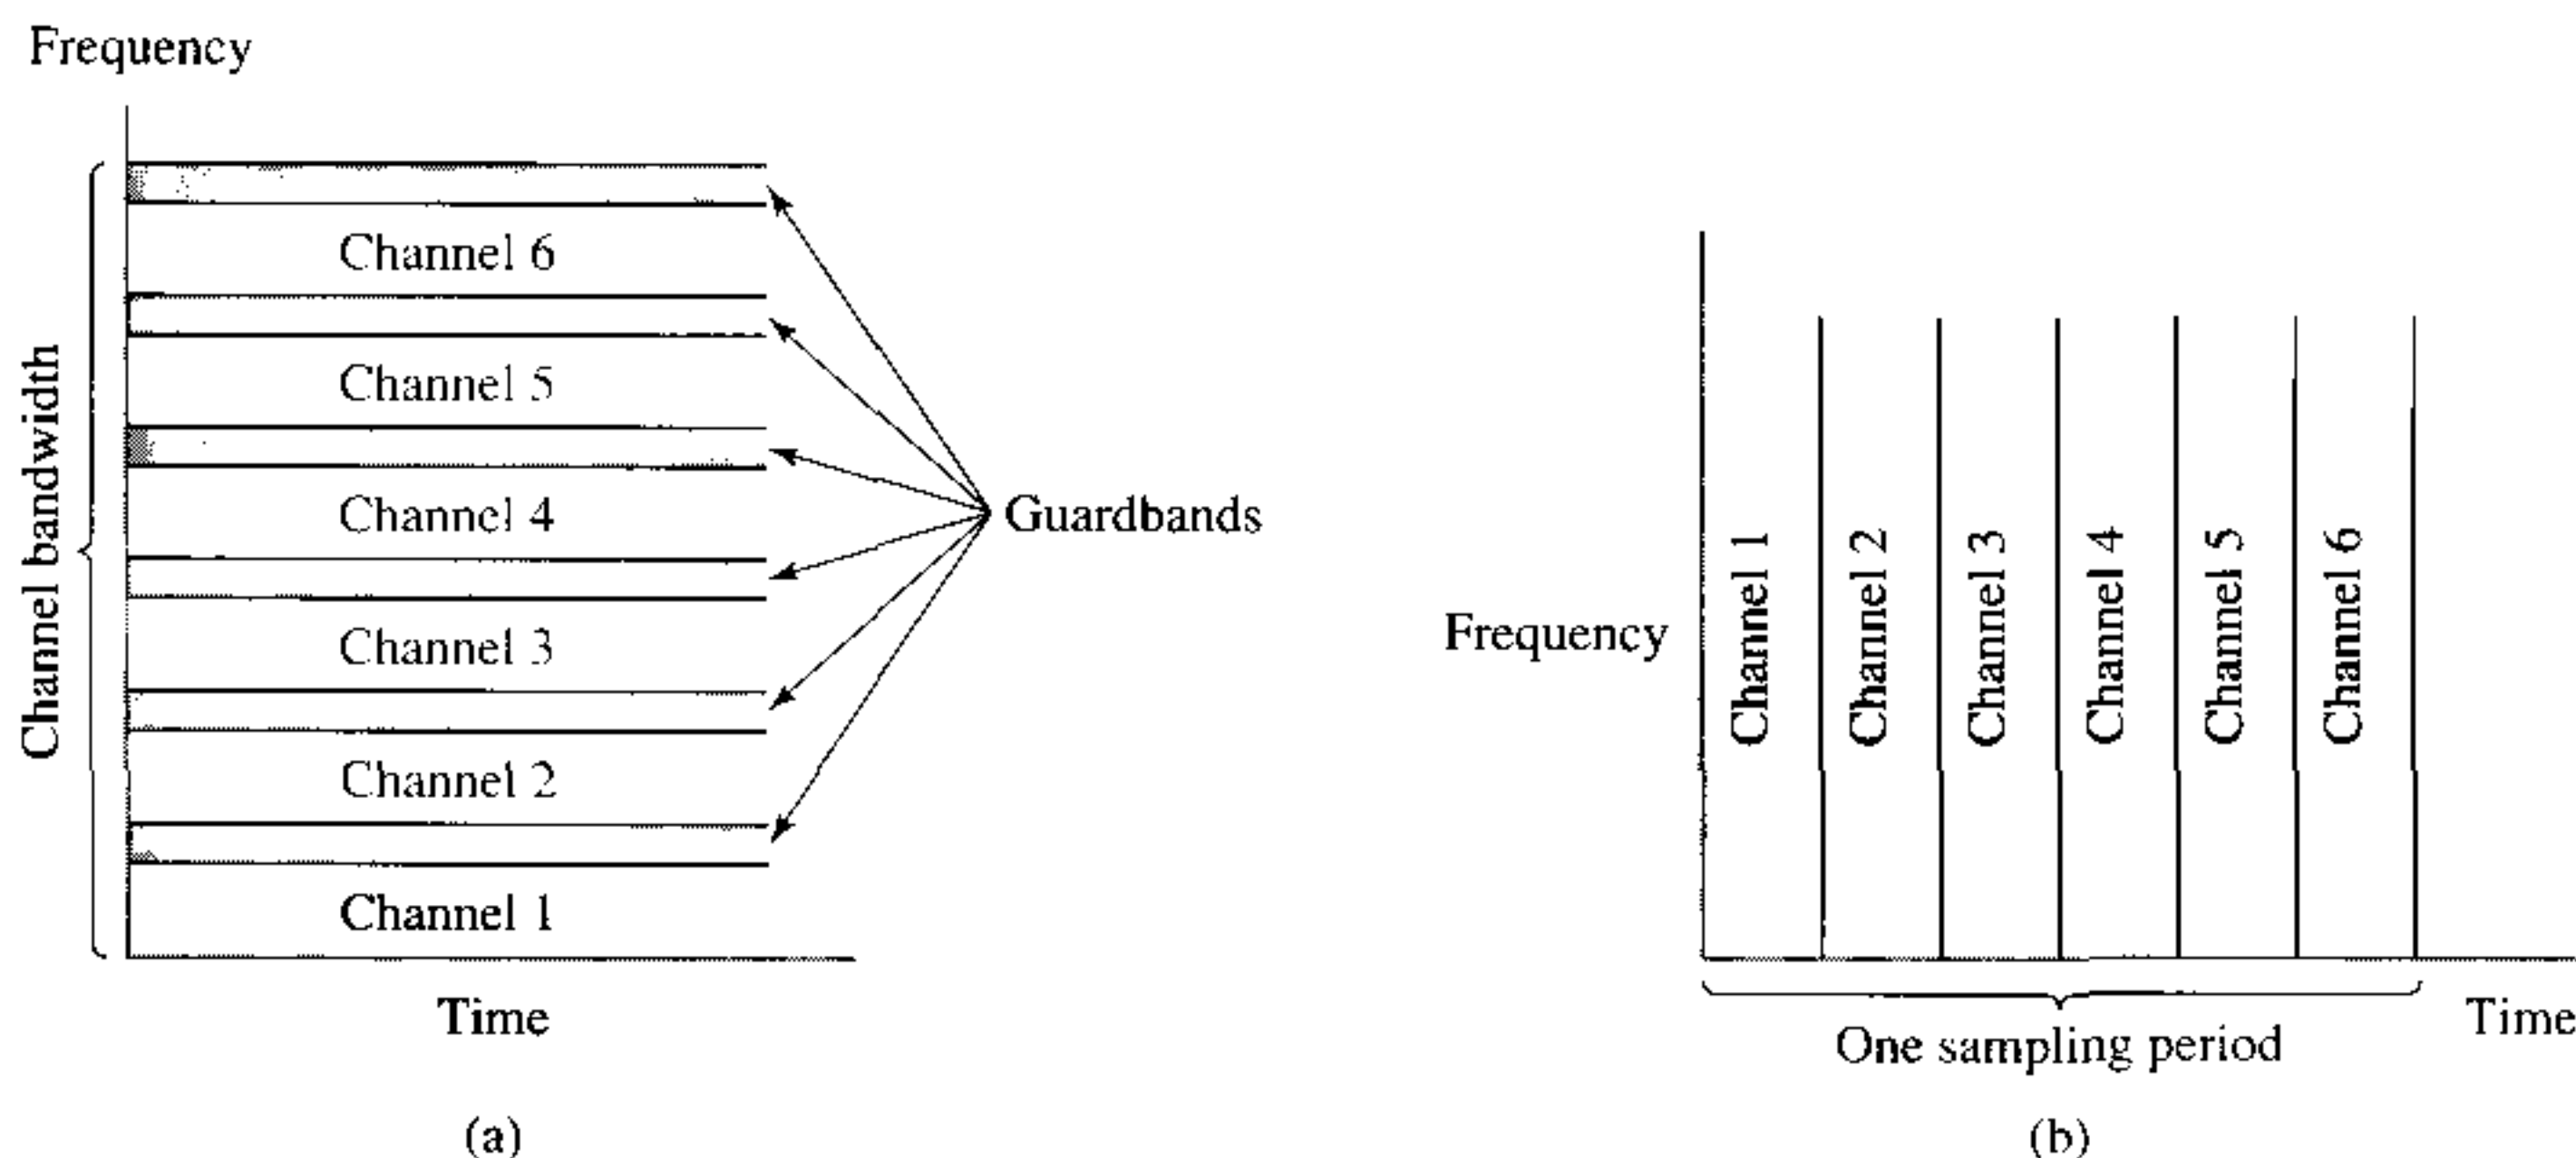 Frequency
Channel bandwidth
Channel 6
Channel 5
Channel 4
Channel 3
Channel 2
Channel 1
Guardbands
Time
(a)
Frequency
Channel 1
Channel 2
Channel 3
Channel 4
Channel 5
Channel 6
One sampling period
Time
(b)